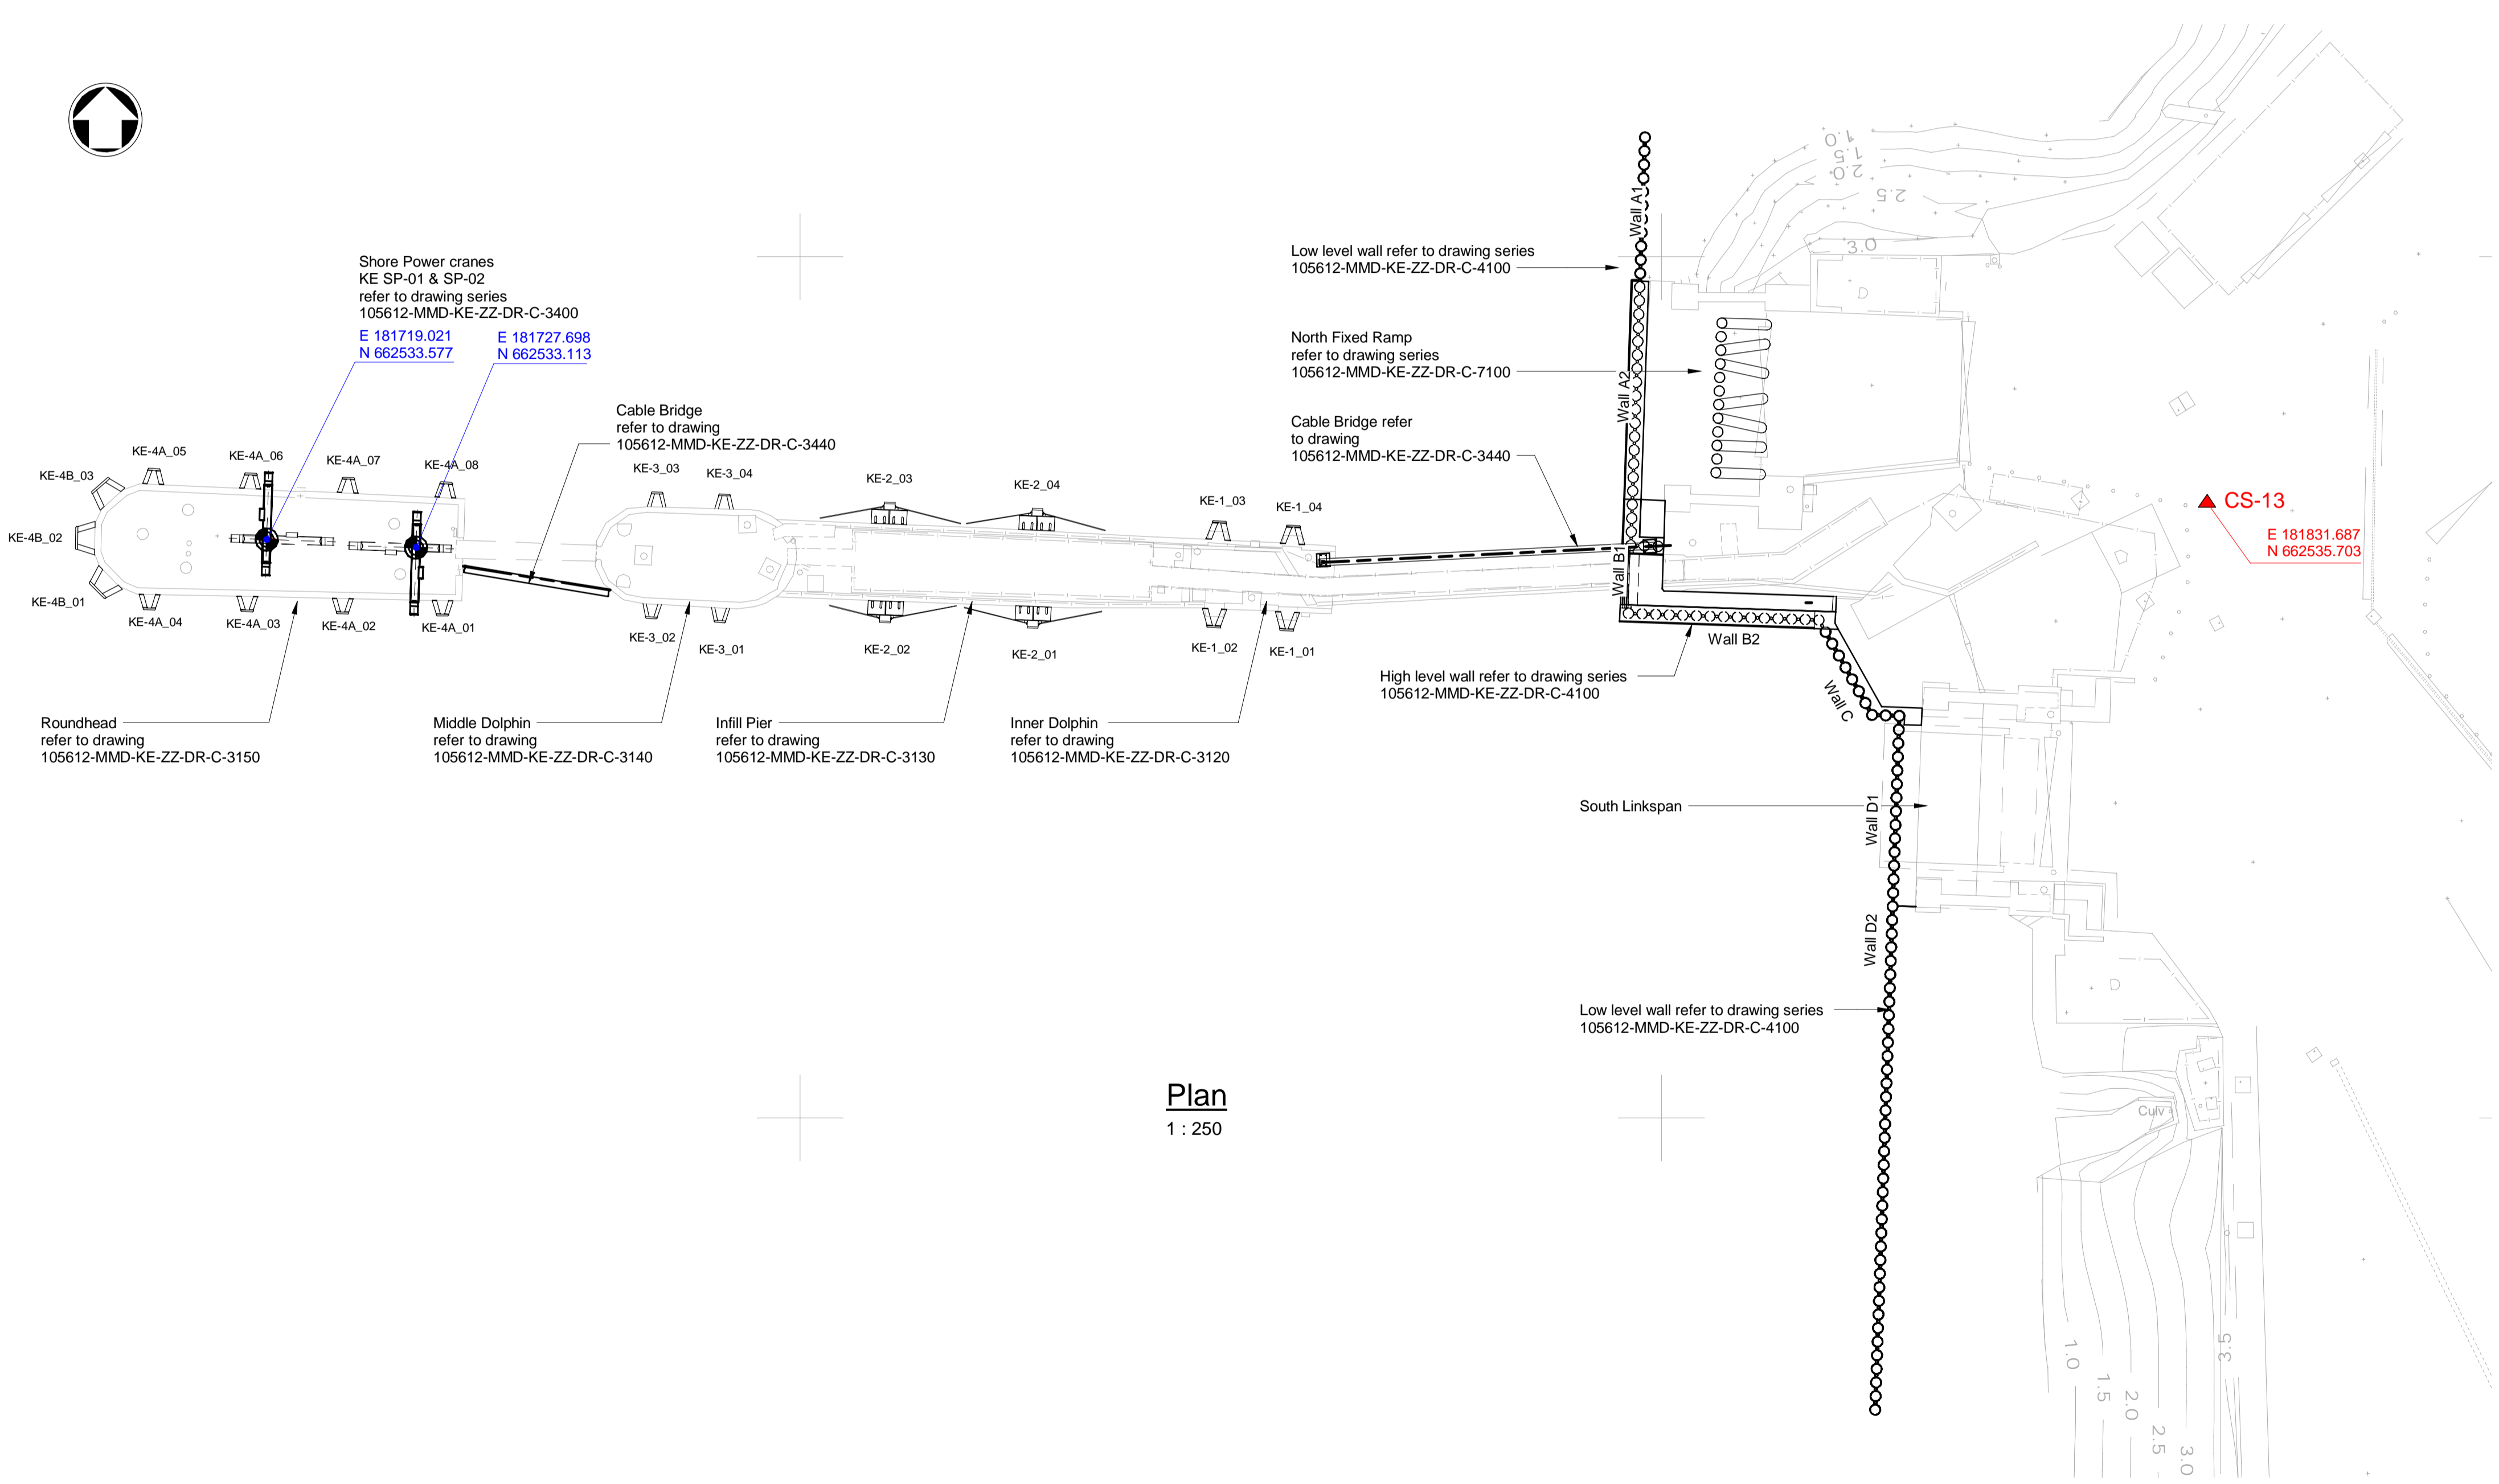 Shore Power cranes
KE SP-01 & SP-02
refer to drawing series
105612-MMD-KE-ZZ-DR-C-3400
E 181719.021
N 662533.577
E 181727.698
N 662533.113
Cable Bridge
refer to drawing
105612-MMD-KE-ZZ-DR-C-3440
KE-4A_05
KE-4A_06
KE-4A_07
KE-4A_08
KE-4B_03
KE-4B_02
KE-4B_01
KE-4A_04
KE-4A_03
KE-4A_02
KE-4A_01
KE-3_03
KE-3_04
KE-3_02
KE-3_01
KE-2_03
KE-2_04
KE-2_02
KE-2_01
KE-1_03
KE-1_04
KE-1_02
KE-1_01
Roundhead
refer to drawing
105612-MMD-KE-ZZ-DR-C-3150
Middle Dolphin
refer to drawing
105612-MMD-KE-ZZ-DR-C-3140
Infill Pier
refer to drawing
105612-MMD-KE-ZZ-DR-C-3130
Inner Dolphin
refer to drawing
105612-MMD-KE-ZZ-DR-C-3120
Low level wall refer to drawing series
105612-MMD-KE-ZZ-DR-C-4100
North Fixed Ramp
refer to drawing series
105612-MMD-KE-ZZ-DR-C-7100
Cable Bridge refer
to drawing
105612-MMD-KE-ZZ-DR-C-3440
Wall A1
Wall A2
Wall B1
Wall B2
Wall C
Wall D1
Wall D2
High level wall refer to drawing series
105612-MMD-KE-ZZ-DR-C-4100
South Linkspan
Low level wall refer to drawing series
105612-MMD-KE-ZZ-DR-C-4100
CS-13
E 181831.687
N 662535.703
1.0
1.5
2.0
2.5
3.0
D
D
Culv
1.0
1.5
2.0
2.5
3.0
3.5
Plan
1 : 250